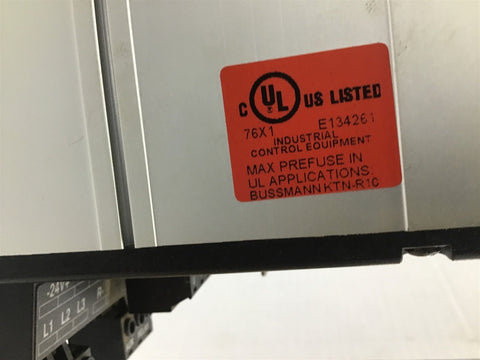 C UL US LISTED
76X1 E134261
INDUSTRIAL
CONTROL EQUIPMENT
MAX PREFUSE IN
UL APPLICATIONS:
BUSSMANN KTN-R10
-24V+
L1 L2 L3 R-